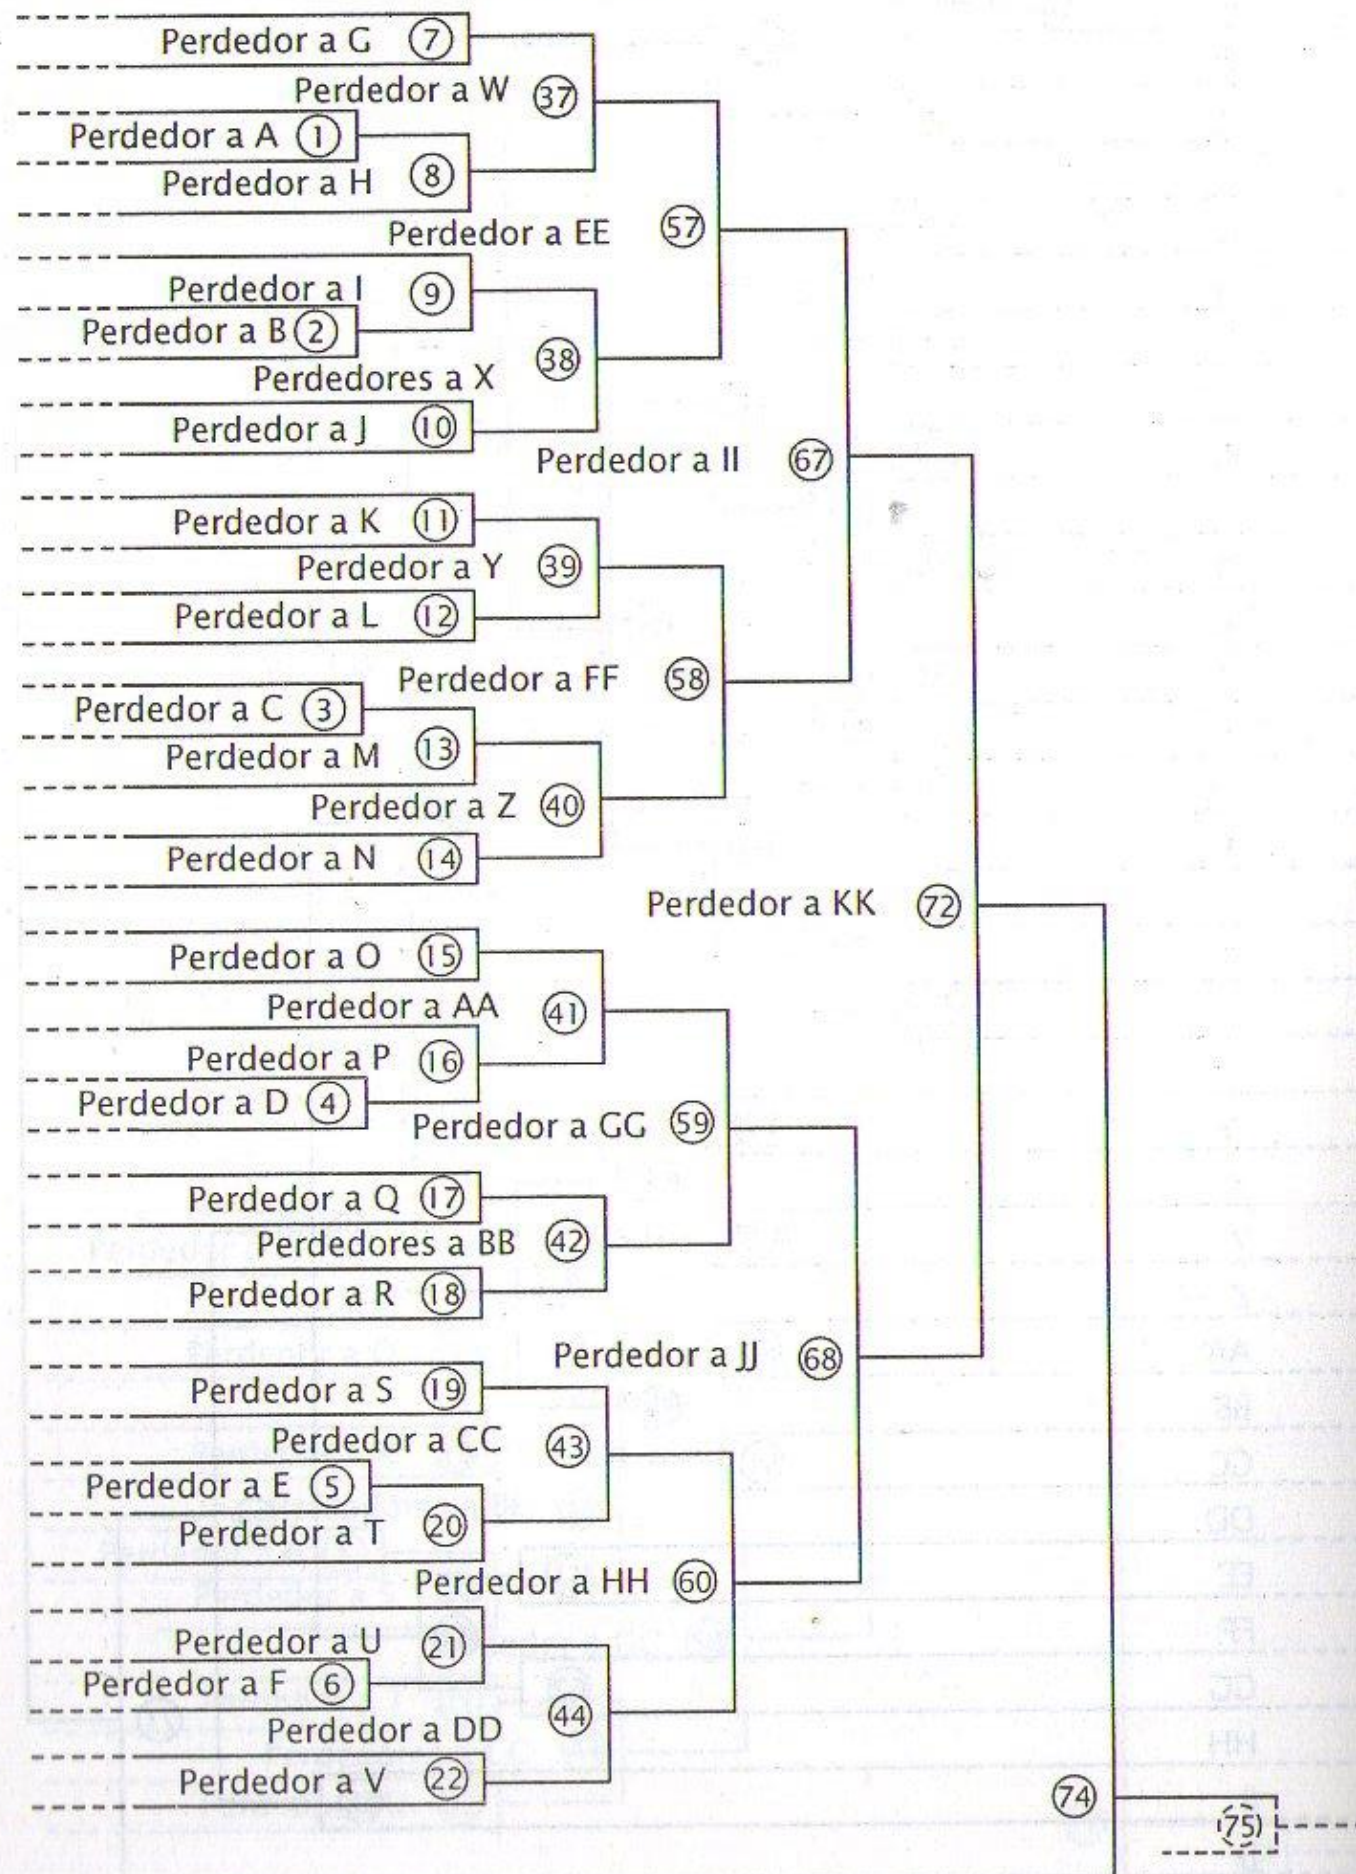 Perdedor a G 7
Perdedor a W 37
Perdedor a A 1
Perdedor a H 8
Perdedor a EE 57
Perdedor a I 9
Perdedor a B 2
38
Perdedores a X
Perdedor a J 10
Perdedor a II 67
Perdedor a K 11
Perdedor a Y 39
Perdedor a L 12
Perdedor a FF 58
Perdedor a C 3
Perdedor a M 13
Perdedor a Z 40
Perdedor a N 14
Perdedor a KK 72
Perdedor a O 15
Perdedor a AA 41
Perdedor a P 16
Perdedor a D 4
Perdedor a GG 59
Perdedor a Q 17
Perdedores a BB 42
Perdedor a R 18
Perdedor a JJ 68
Perdedor a S 19
Perdedor a CC 43
Perdedor a E 5
Perdedor a T 20
Perdedor a HH 60
Perdedor a U 21
Perdedor a F 6
Perdedor a DD 44
Perdedor a V 22
74
75